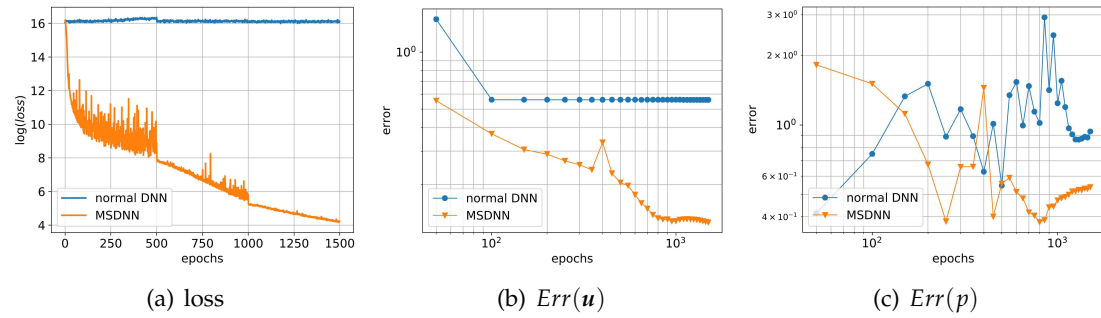 16
14
12
10
8
6
4
log(loss)
normal DNN
MSDNN
0 250 500 750 1000 1250 1500
epochs
(a) loss
10⁰
error
normal DNN
MSDNN
10² 10³
epochs
(b) Err(u)
3 × 10⁰
2 × 10⁰
10⁰
6 × 10⁻¹
4 × 10⁻¹
error
normal DNN
MSDNN
10² 10³
epochs
(c) Err(p)